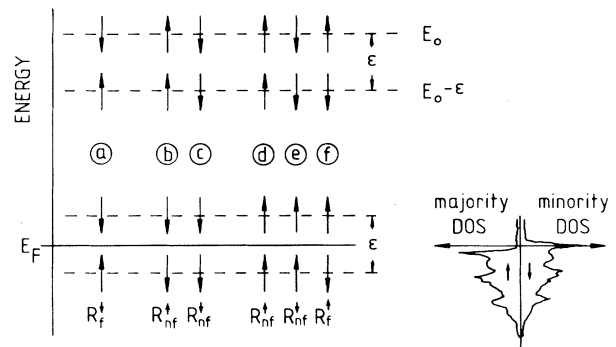 ENERGY
E₀
ε
E₀-ε
ⓐ ⓑ ⓒ ⓓ ⓔ ⓕ
E_F
ε
R_f^↓ R_nf^↑ R_nf^↓ R_nf^↑ R_nf^↓ R_f^↑
majority DOS
minority DOS